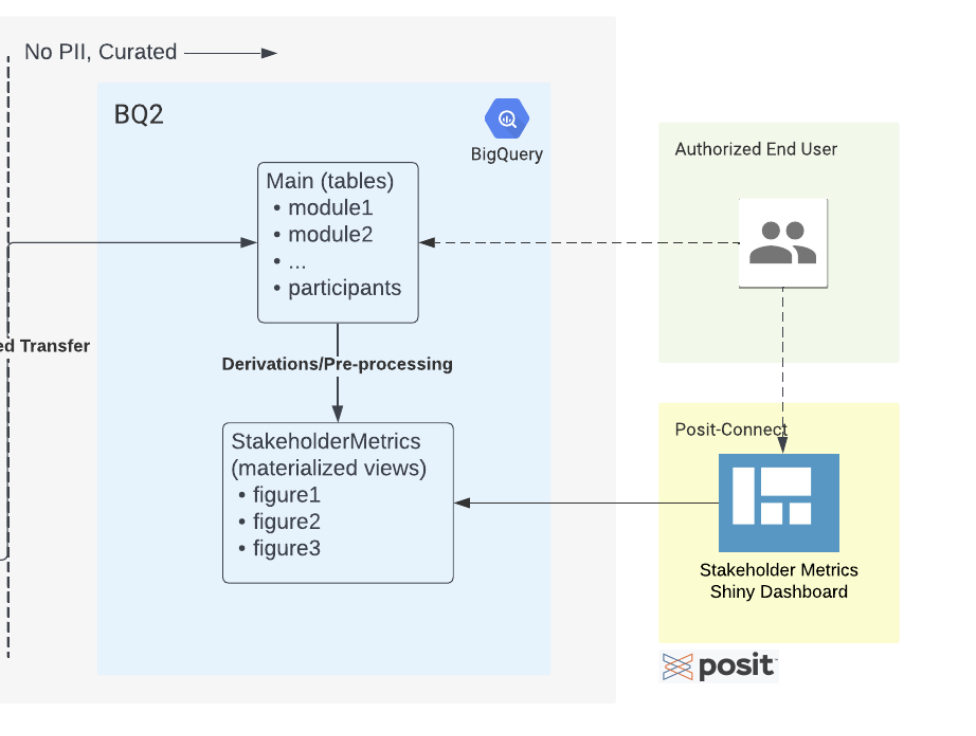 No PII, Curated
BQ2
BigQuery
Main (tables)
• module1
• module2
• ...
• participants
Transfer
Derivations/Pre-processing
StakeholderMetrics
(materialized views)
• figure1
• figure2
• figure3
Authorized End User
Posit-Connect
Stakeholder Metrics
Shiny Dashboard
posit